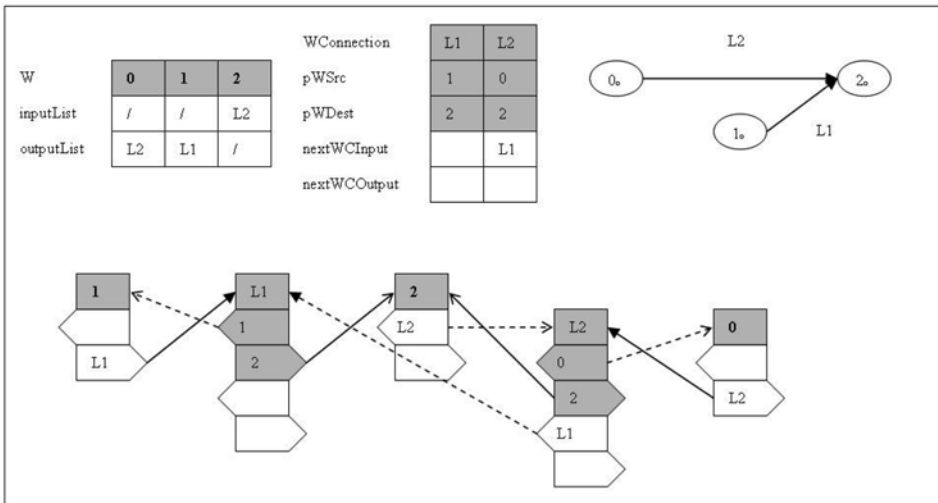 W 0 1 2
inputList / / L2
outputList L2 L1 /
WConnection L1 L2
pWSrc 1 0
pWDest 2 2
nextWCInput L1
nextWCOutput
L2
0。 2。
1。 L1
1 L1 2
1 L2 L2 0
L1 2 0
2 L2
L1